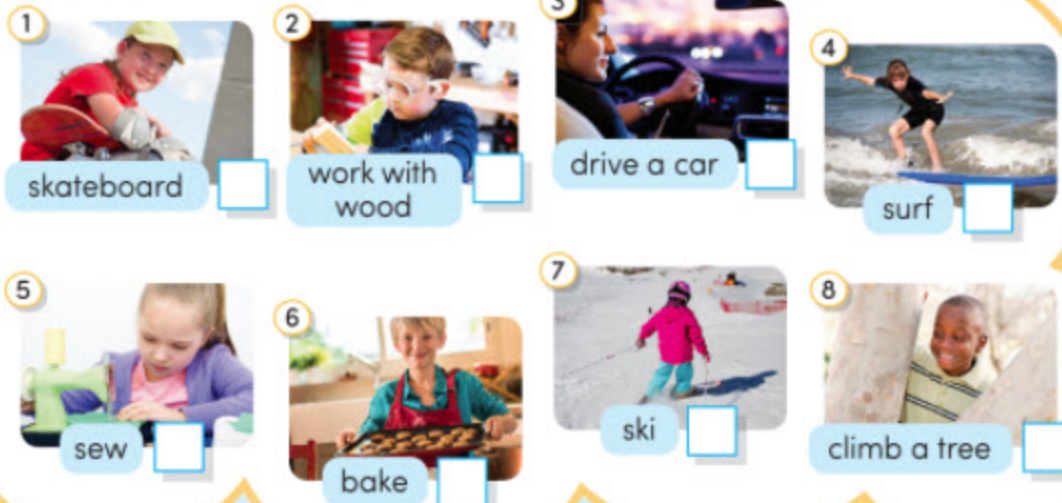 1
skateboard
2
work with
wood
3
drive a car
4
surf
5
sew
6
bake
7
ski
8
climb a tree